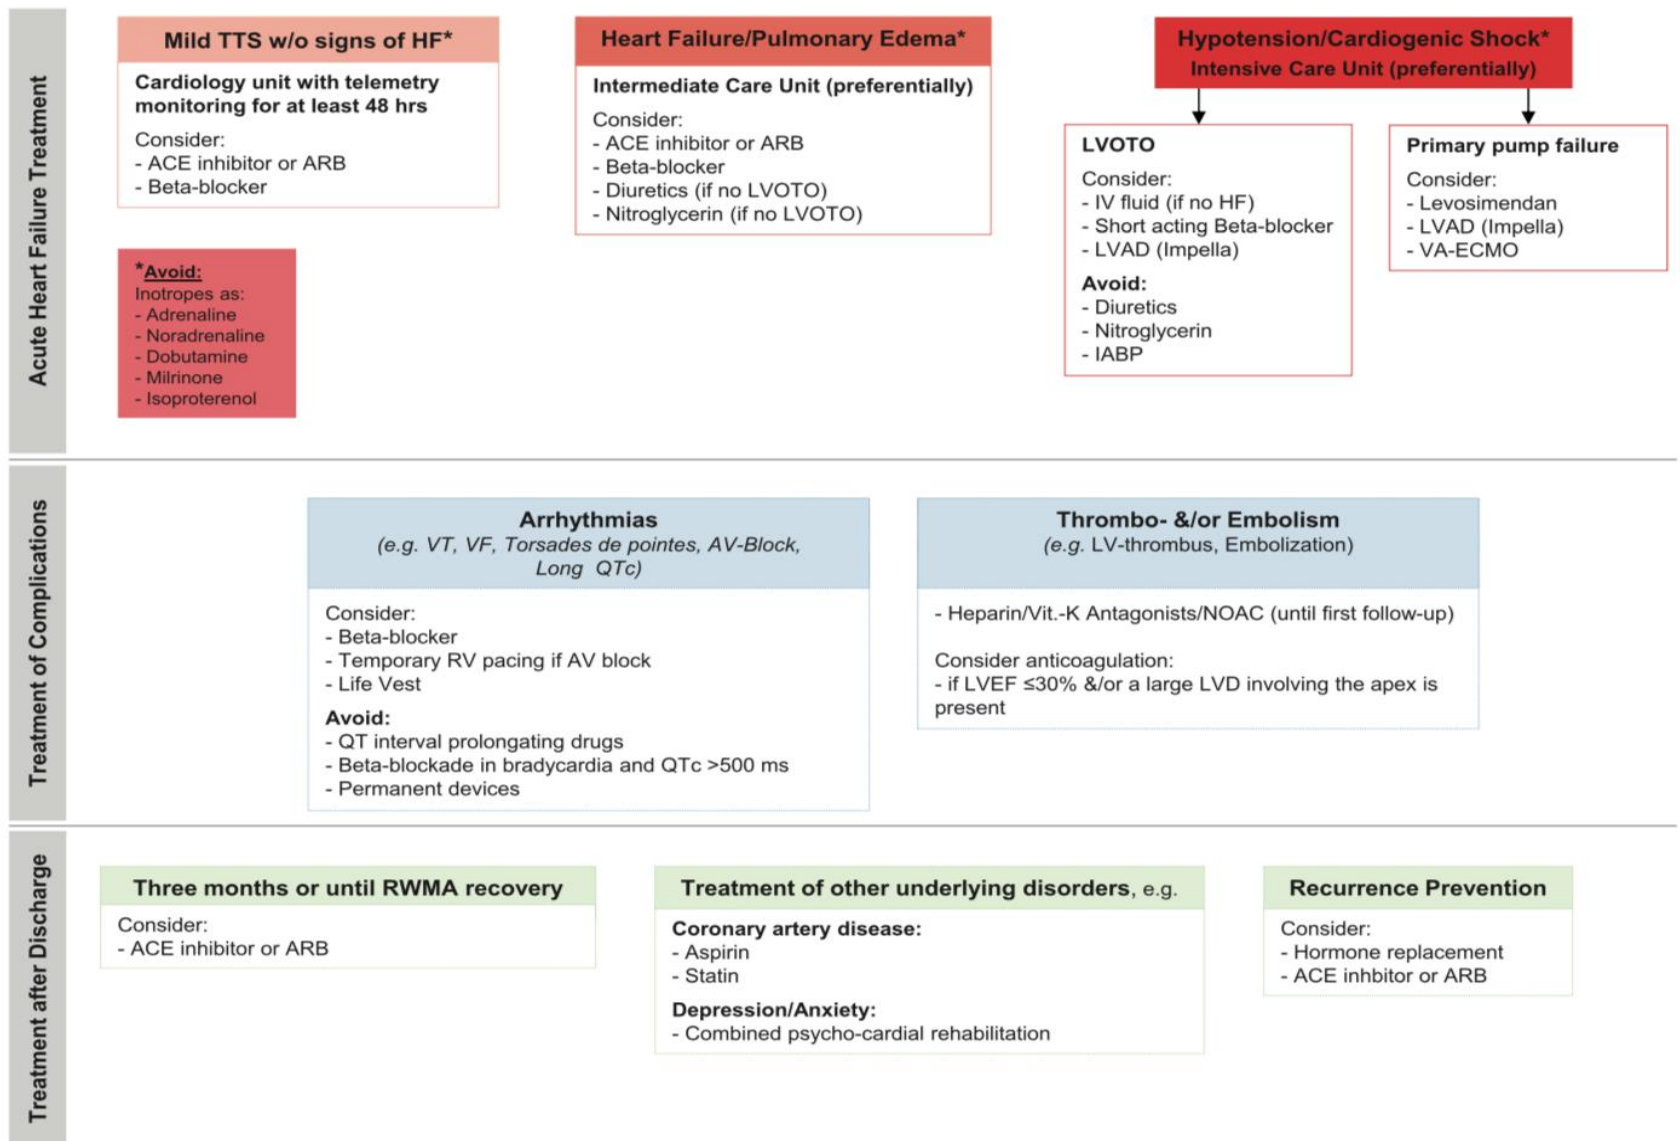 Acute Heart Failure Treatment
Mild TTS w/o signs of HF*
Cardiology unit with telemetry
monitoring for at least 48 hrs
Consider:
- ACE inhibitor or ARB
- Beta-blocker
*Avoid:
Inotropes as:
- Adrenaline
- Noradrenaline
- Dobutamine
- Milrinone
- Isoproterenol
Heart Failure/Pulmonary Edema*
Intermediate Care Unit (preferentially)
Consider:
- ACE inhibitor or ARB
- Beta-blocker
- Diuretics (if no LVOTO)
- Nitroglycerin (if no LVOTO)
Hypotension/Cardiogenic Shock*
Intensive Care Unit (preferentially)
LVOTO
Consider:
- IV fluid (if no HF)
- Short acting Beta-blocker
- LVAD (Impella)
Avoid:
- Diuretics
- Nitroglycerin
- IABP
Primary pump failure
Consider:
- Levosimendan
- LVAD (Impella)
- VA-ECMO
Treatment of Complications
Arrhythmias
(e.g. VT, VF, Torsades de pointes, AV-Block,
Long QTc)
Consider:
- Beta-blocker
- Temporary RV pacing if AV block
- Life Vest
Avoid:
- QT interval prolongating drugs
- Beta-blockade in bradycardia and QTc >500 ms
- Permanent devices
Thrombo- &/or Embolism
(e.g. LV-thrombus, Embolization)
- Heparin/Vit.-K Antagonists/NOAC (until first follow-up)
Consider anticoagulation:
- if LVEF ≤30% &/or a large LVD involving the apex is
present
Treatment after Discharge
Three months or until RWMA recovery
Consider:
- ACE inhibitor or ARB
Treatment of other underlying disorders, e.g.
Coronary artery disease:
- Aspirin
- Statin
Depression/Anxiety:
- Combined psycho-cardial rehabilitation
Recurrence Prevention
Consider:
- Hormone replacement
- ACE inhbitor or ARB